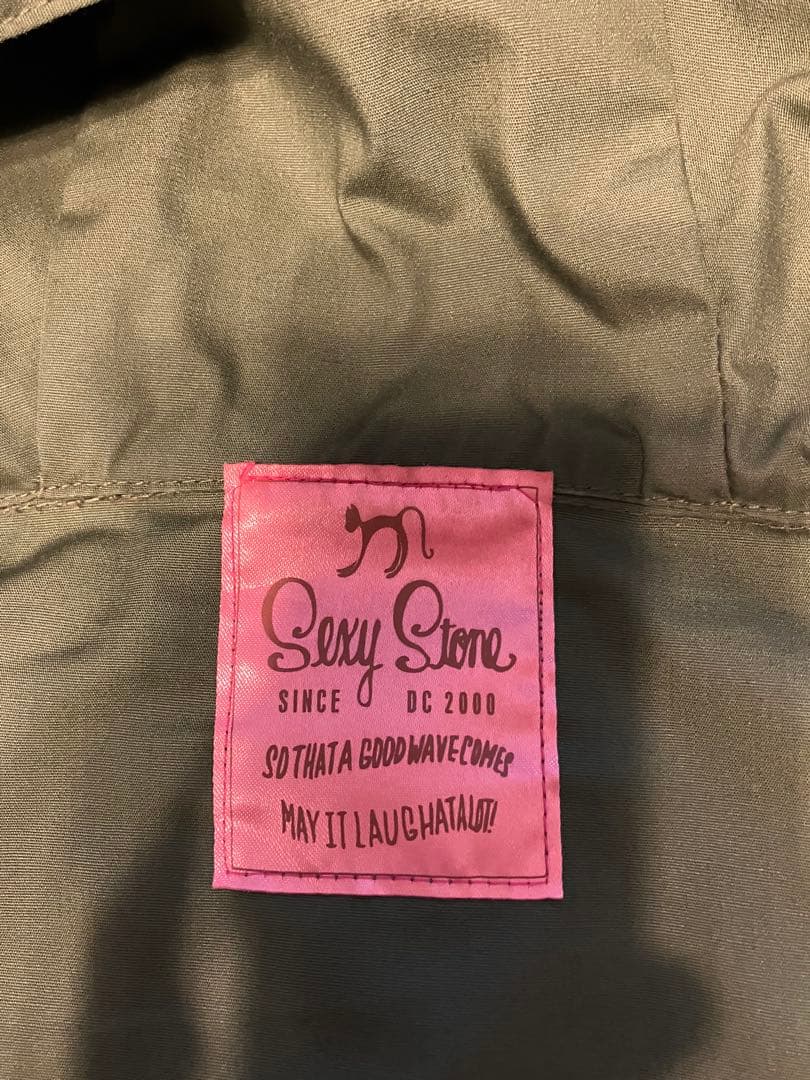 Sexy Stone
SINCE DC 2000
SO THAT A GOOD WAVE COMES
MAY IT LAUGH AT A LOT!